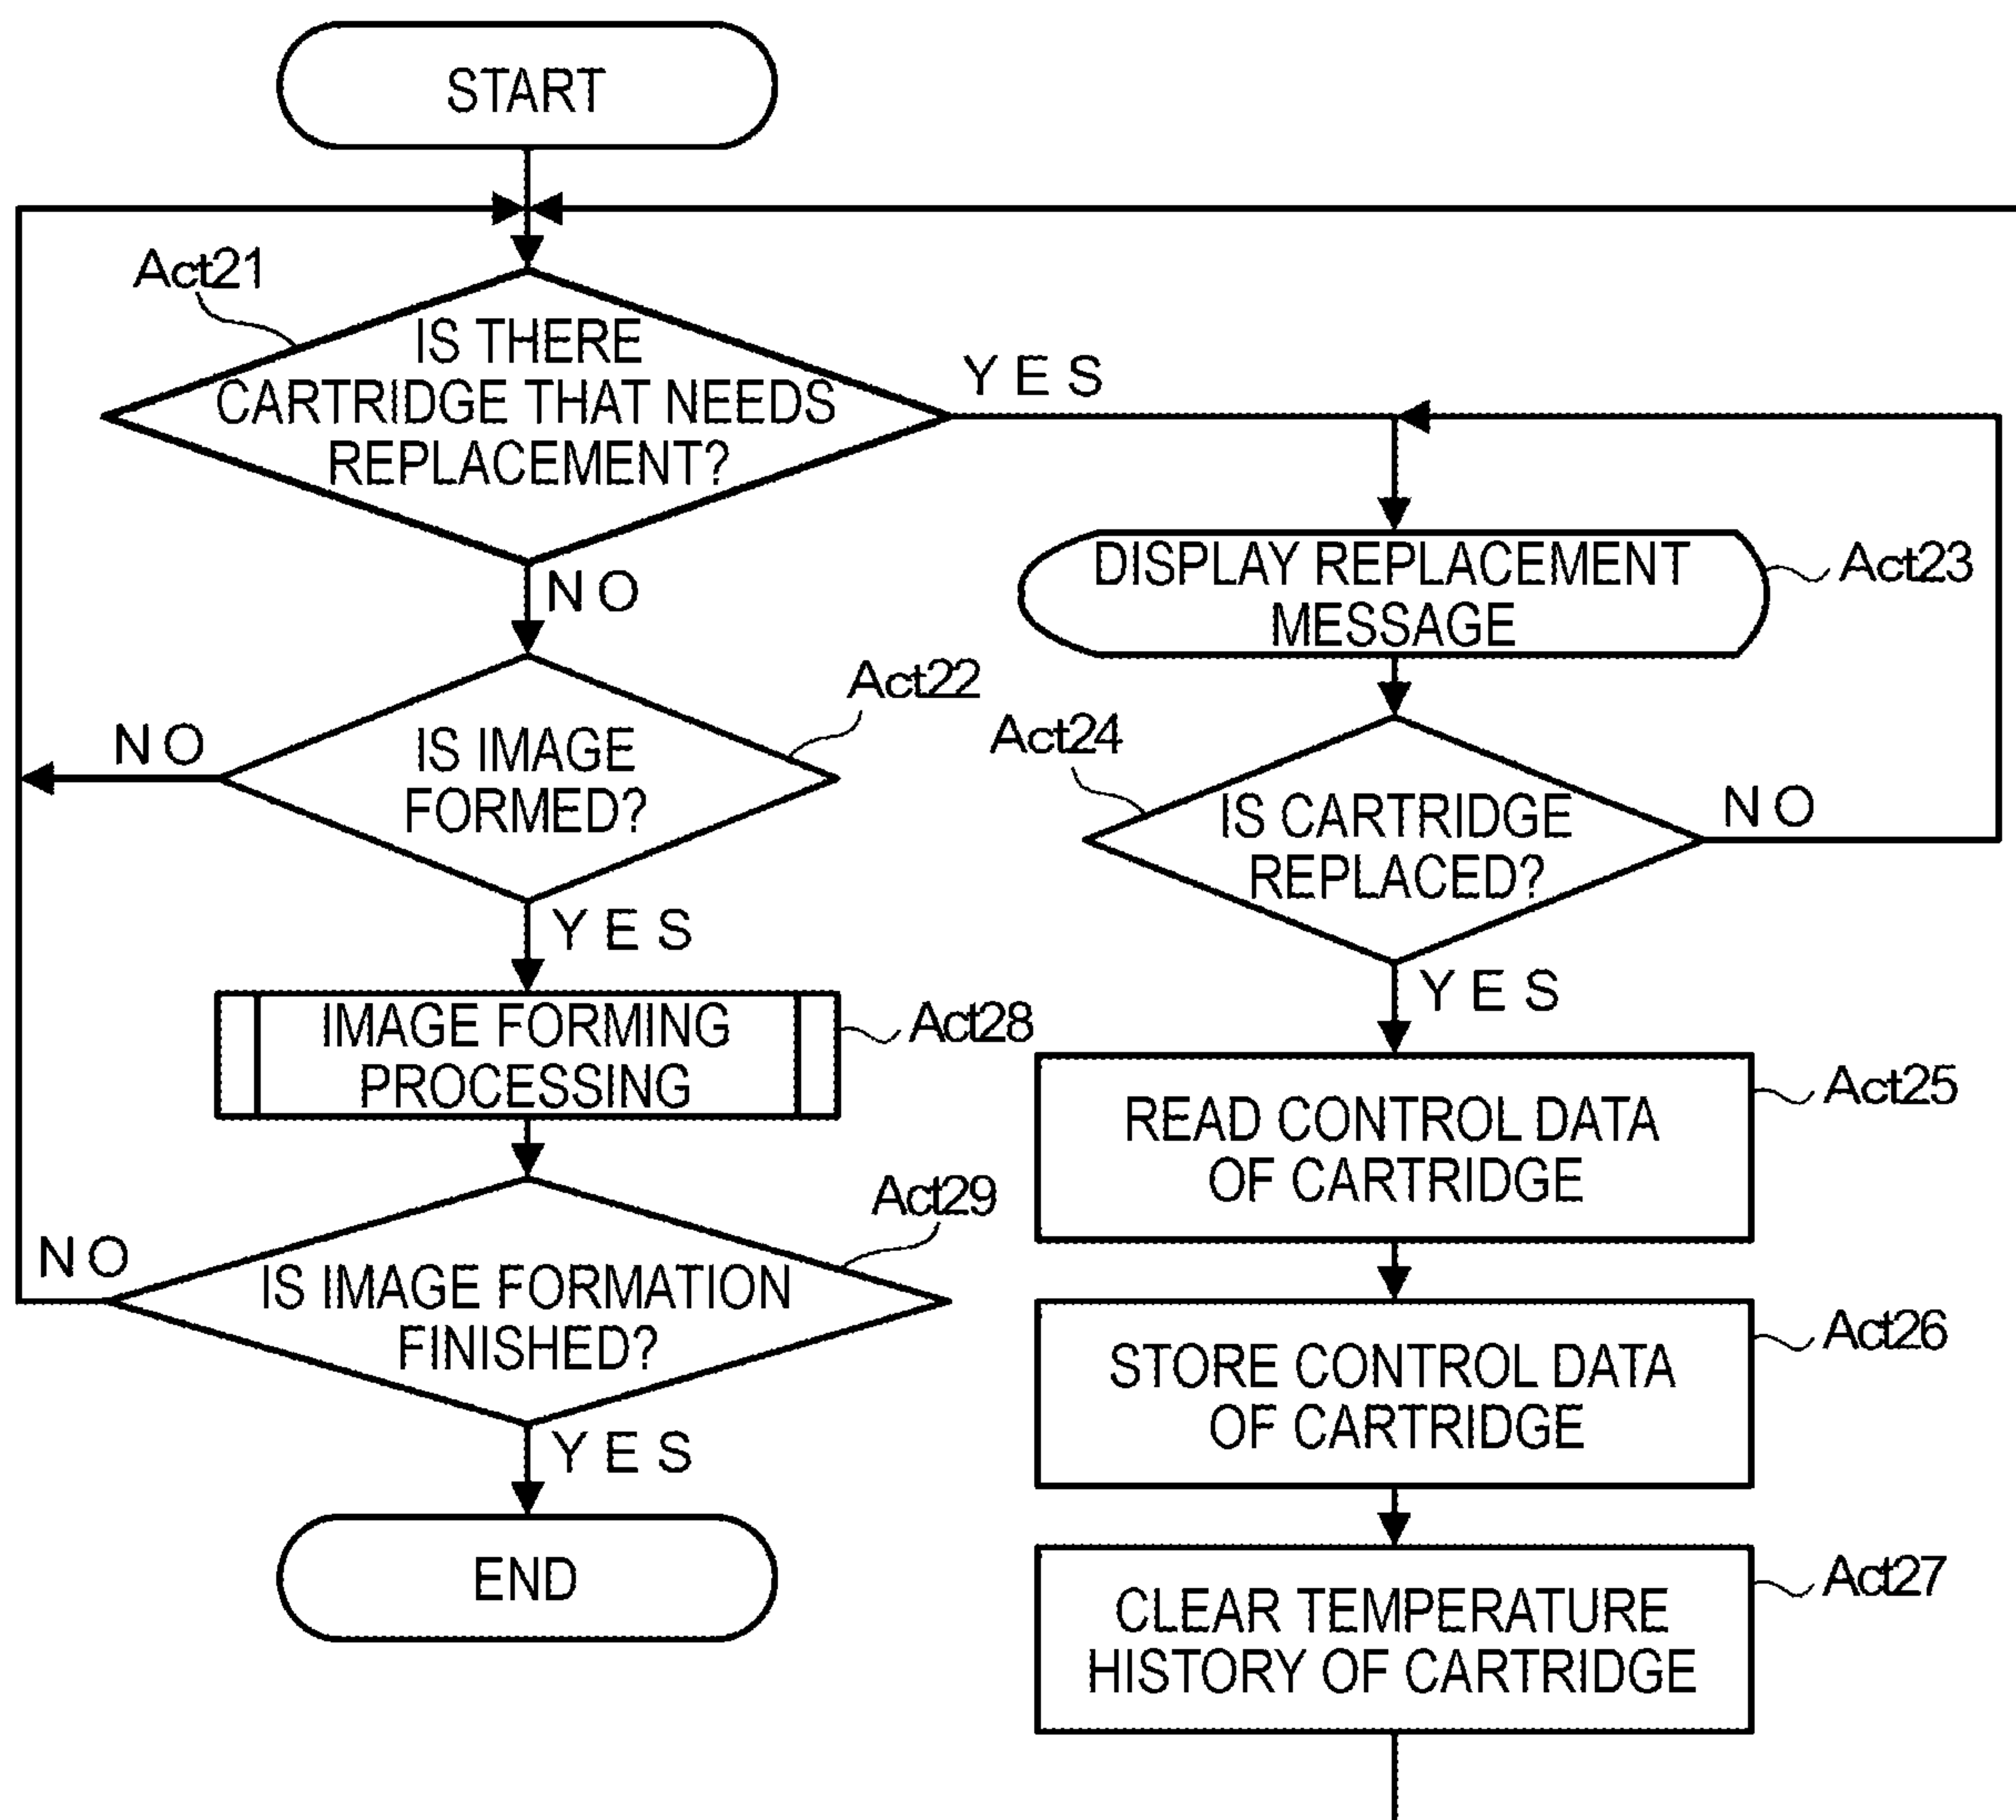 START
Act21
IS THERE
CARTRIDGE THAT NEEDS
REPLACEMENT?
YES
NO
DISPLAY REPLACEMENT
MESSAGE
Act23
Act22
IS IMAGE
FORMED?
NO
YES
Act24
IS CARTRIDGE
REPLACED?
NO
YES
IMAGE FORMING
PROCESSING
Act28
READ CONTROL DATA
OF CARTRIDGE
Act25
Act29
IS IMAGE FORMATION
FINISHED?
NO
YES
STORE CONTROL DATA
OF CARTRIDGE
Act26
END
CLEAR TEMPERATURE
HISTORY OF CARTRIDGE
Act27